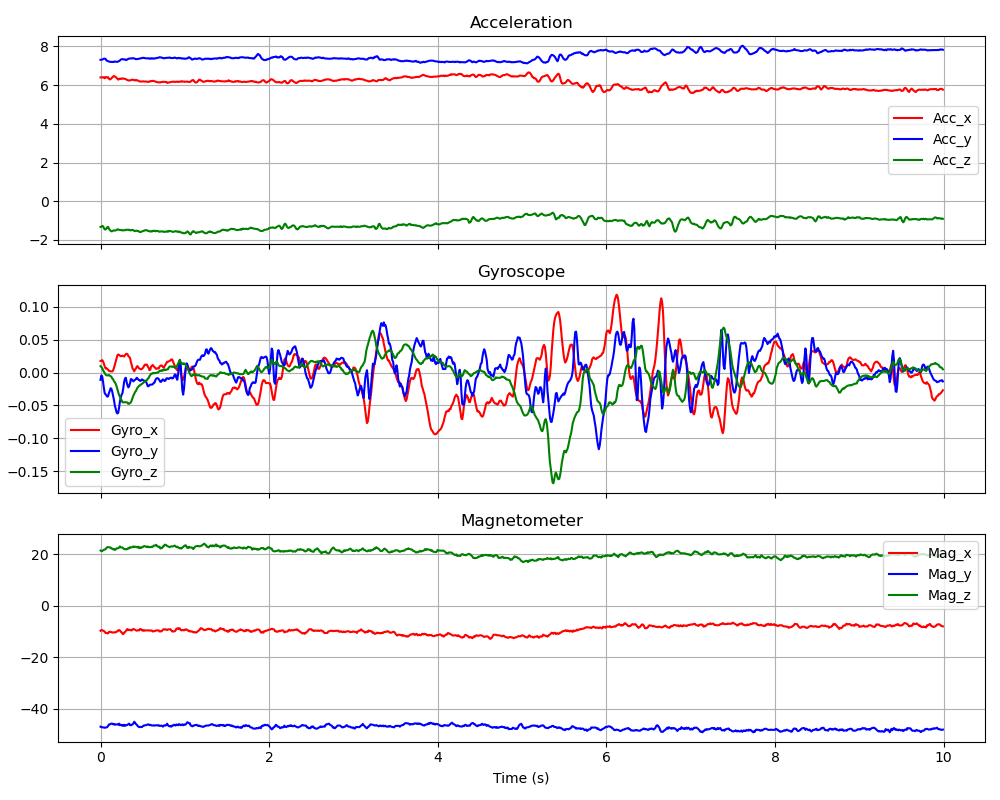 Acceleration
8
6
4
2
0
−2
Acc_x
Acc_y
Acc_z
Gyroscope
0.10
0.05
0.00
−0.05
−0.10
−0.15
Gyro_x
Gyro_y
Gyro_z
Magnetometer
20
0
−20
−40
Mag_x
Mag_y
Mag_z
0 2 4 6 8 10
Time (s)